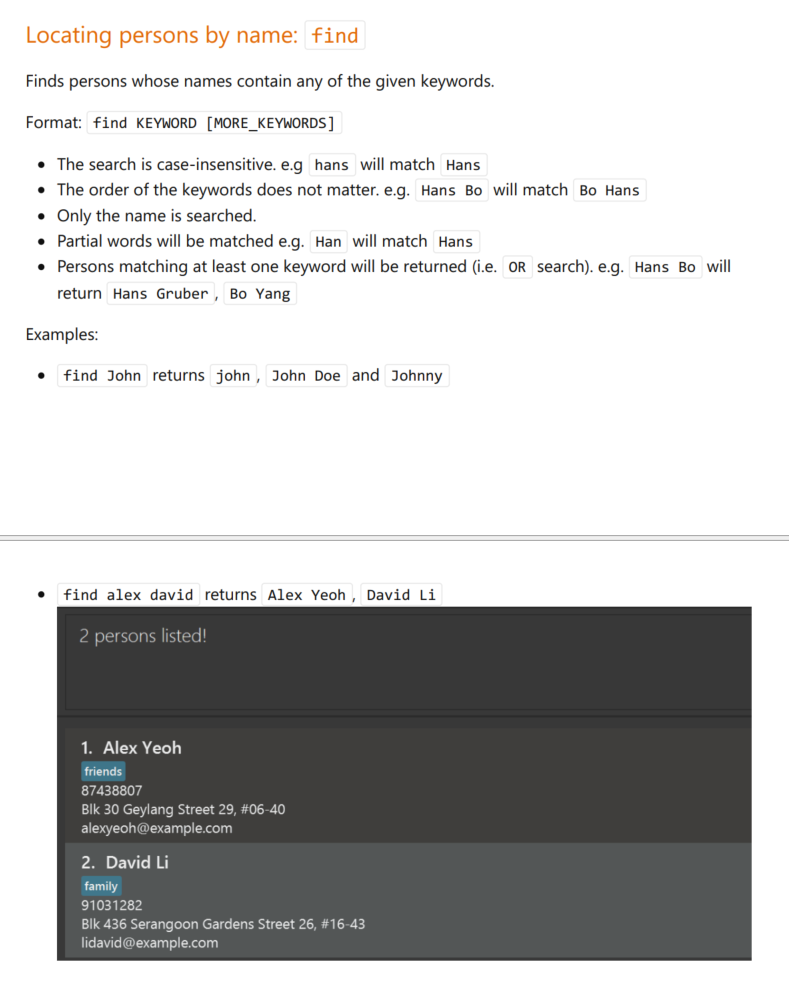 Locating persons by name: find
Finds persons whose names contain any of the given keywords.
Format: find KEYWORD [MORE_KEYWORDS]
• The search is case-insensitive. e.g hans will match Hans
• The order of the keywords does not matter. e.g. Hans Bo will match Bo Hans
• Only the name is searched.
• Partial words will be matched e.g. Han will match Hans
• Persons matching at least one keyword will be returned (i.e. OR search). e.g. Hans Bo will
return Hans Gruber, Bo Yang
Examples:
• find John returns john, John Doe and Johnny
• find alex david returns Alex Yeoh, David Li
2 persons listed!
1. Alex Yeoh
friends
87438807
Blk 30 Geylang Street 29, #06-40
alexyeoh@example.com
2. David Li
family
91031282
Blk 436 Serangoon Gardens Street 26, #16-43
lidavid@example.com